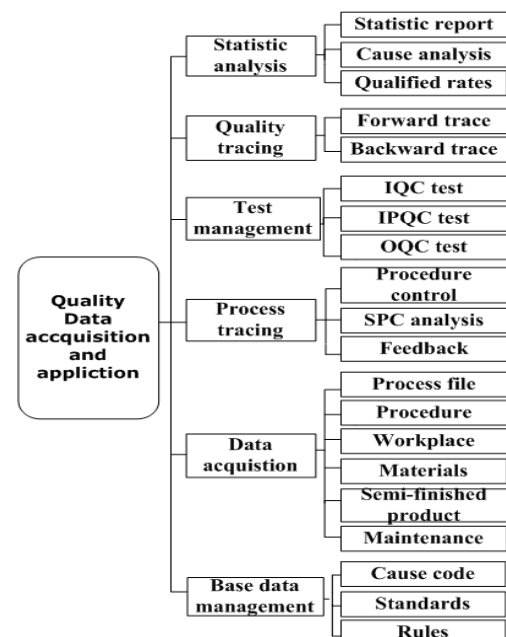 Quality
Data
accquisition
and
appliction
Statistic
analysis
Statistic report
Cause analysis
Qualified rates
Quality
tracing
Forward trace
Backward trace
Test
management
IQC test
IPQC test
OQC test
Process
tracing
Procedure
control
SPC analysis
Feedback
Data
acquistion
Process file
Procedure
Workplace
Materials
Semi-finished
product
Maintenance
Base data
management
Cause code
Standards
Rules